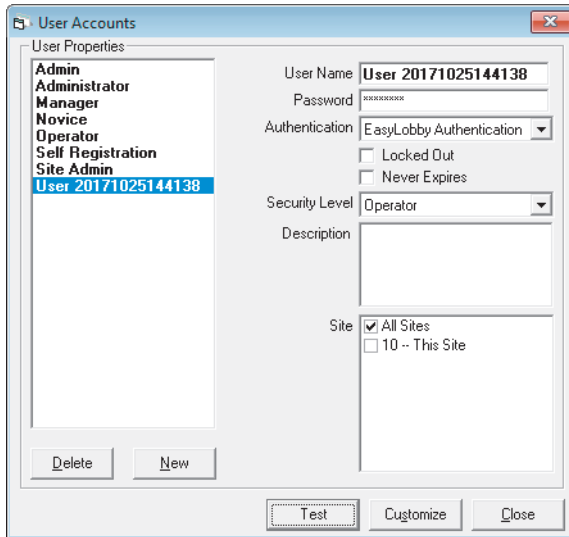 User Accounts
User Properties
Admin
Administrator
Manager
Novice
Operator
Self Registration
Site Admin
User 20171025144138
User Name User 20171025144138
Password ********
Authentication EasyLobby Authentication
Locked Out
Never Expires
Security Level Operator
Description
Site All Sites
10 -- This Site
Delete New
Test Customize Close